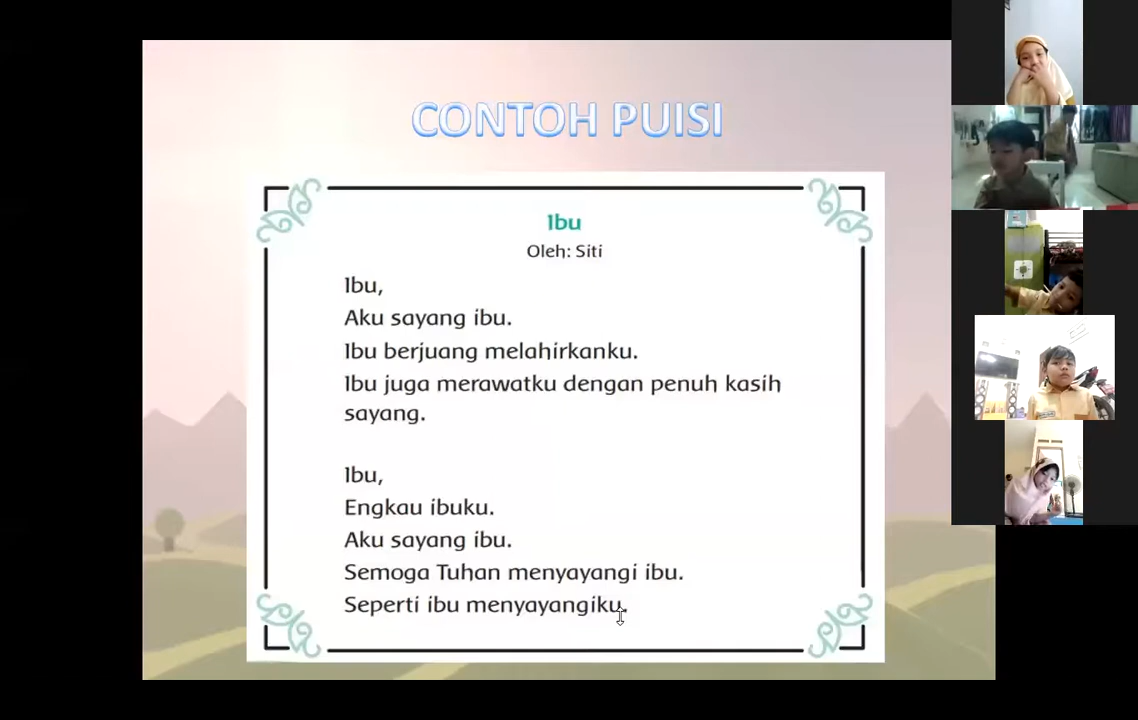 CONTOH PUISI
Ibu
Oleh: Siti
Ibu,
Aku sayang ibu.
Ibu berjuang melahirkanku.
Ibu juga merawatku dengan penuh kasih
sayang.
Ibu,
Engkau ibuku.
Aku sayang ibu.
Semoga Tuhan menyayangi ibu.
Seperti ibu menyayangiku.